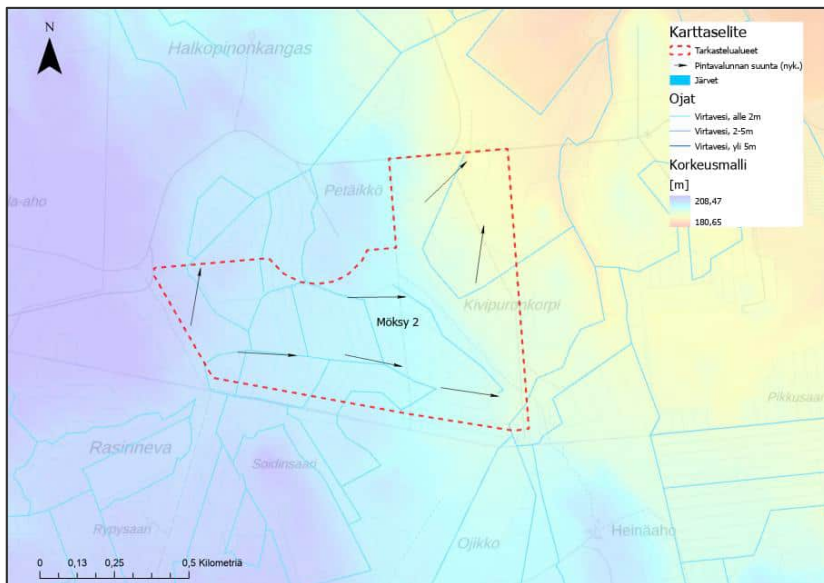 N
Halkopinonkangas
la-aho
Petäikkö
Kivipuronkorpi
Möksy 2
Pikkusaari
Rasinneva
Soidinsaari
Rypysaari
Ojikko
Heinäaho
0 0,13 0,25 0,5 Kilometriä
Karttaselite
Tarkastelualueet
Pintavalunnan suunta (nyk.)
Järvet
Ojat
Virtavesi, alle 2m
Virtavesi, 2-5m
Virtavesi, yli 5m
Korkeusmalli
[m]
208,47
180,65